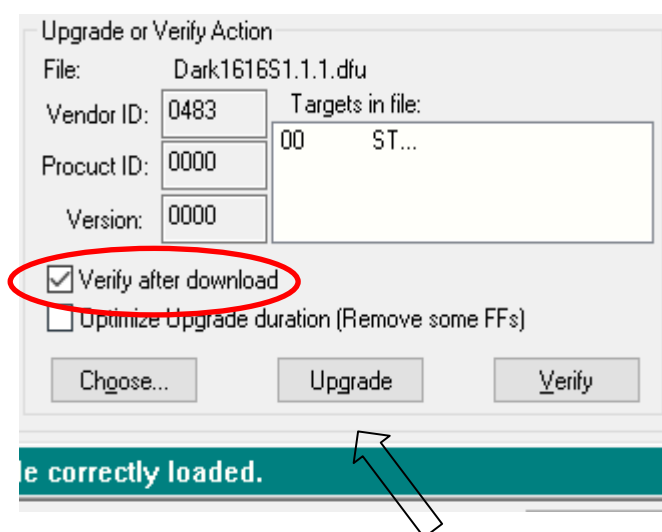 Upgrade or Verify Action
File: Dark1616S1.1.1.dfu
Vendor ID: 0483
Targets in file:
00 ST...
Procuct ID: 0000
Version: 0000
Verify after download
Optimize Upgrade duration (Remove some FFs)
Choose... Upgrade Verify
le correctly loaded.